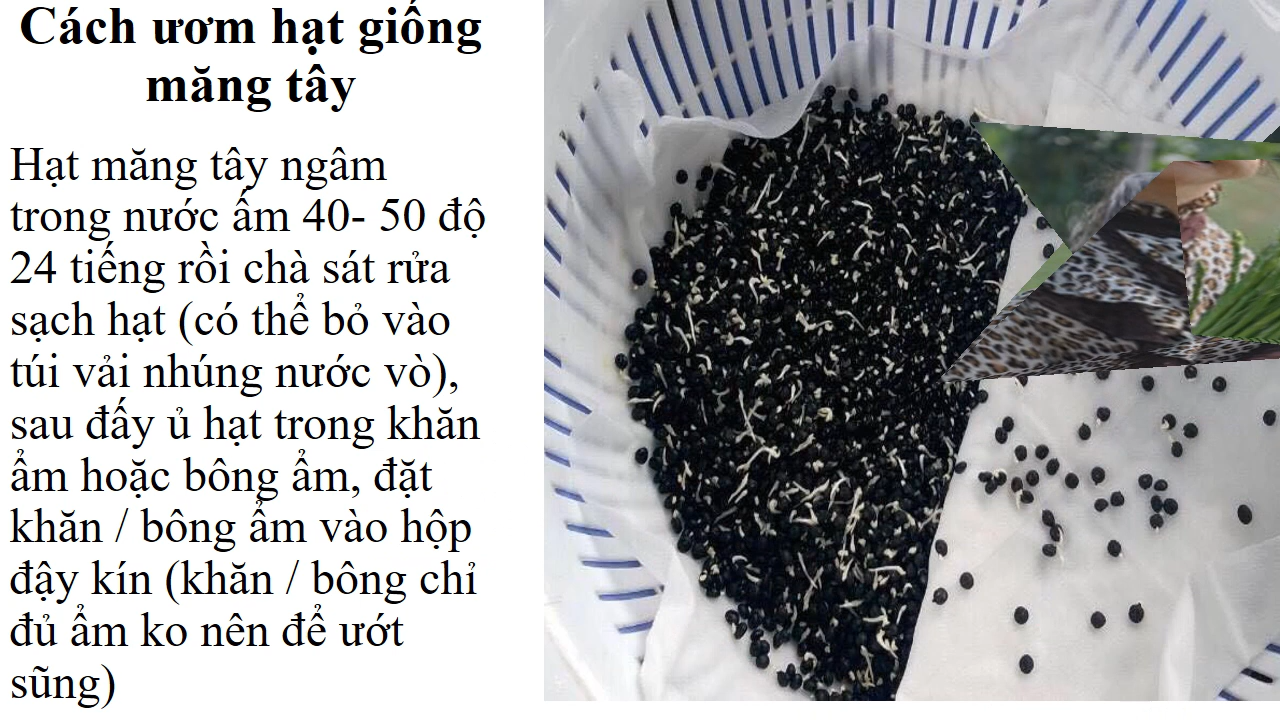 Cách ươm hạt giống
măng tây
Hạt măng tây ngâm
trong nước ấm 40- 50 độ
24 tiếng rồi chà sát rửa
sạch hạt (có thể bỏ vào
túi vải nhúng nước vò),
sau đấy ủ hạt trong khăn
ẩm hoặc bông ẩm, đặt
khăn / bông ẩm vào hộp
đậy kín (khăn / bông chỉ
đủ ẩm ko nên để ướt
sũng)